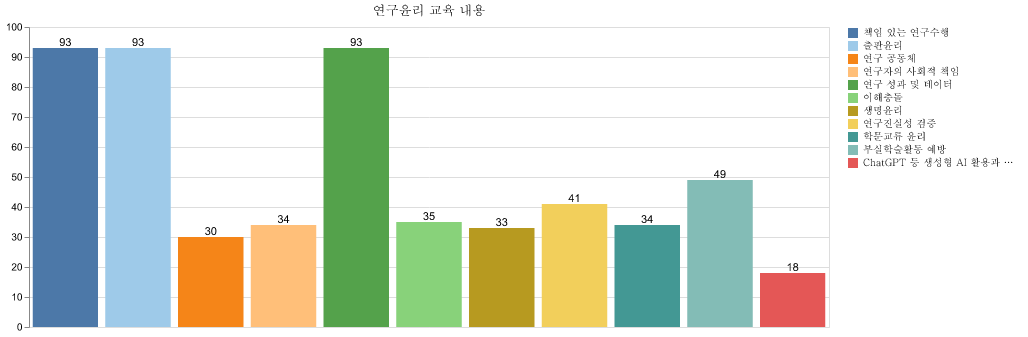 연구윤리 교육 내용
100
90
80
70
60
50
40
30
20
10
0
93
93
30
34
93
35
33
41
34
49
18
책임 있는 연구수행
출판윤리
연구 공동체
연구자의 사회적 책임
연구 성과 및 데이터
이해충돌
생명윤리
연구진실성 검증
학문교류 윤리
부실학술활동 예방
ChatGPT 등 생성형 AI 활용과 …